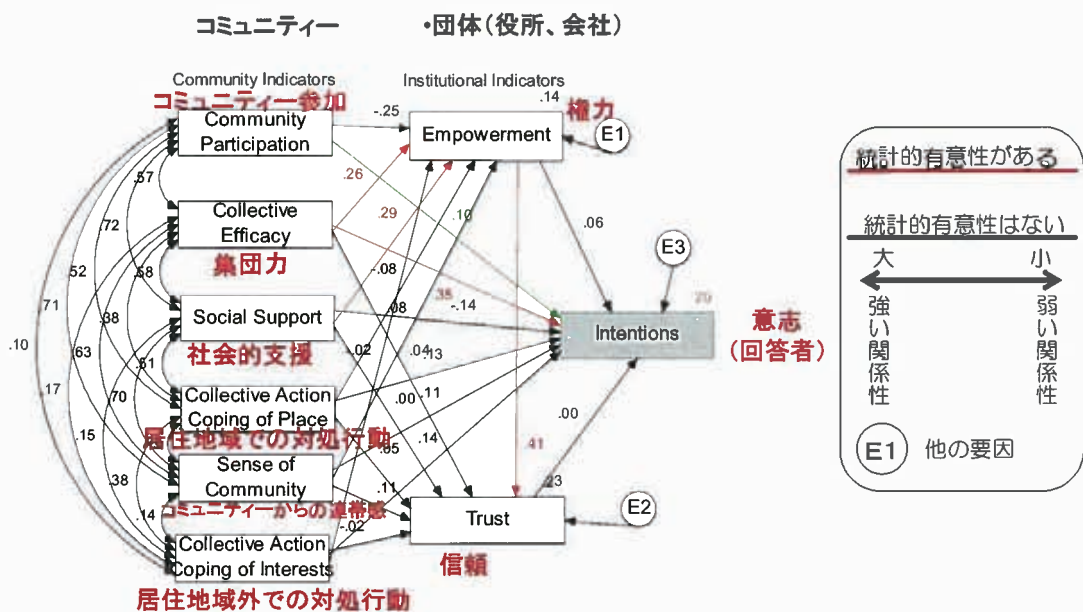 コミュニティー
・団体(役所、会社)
Community Indicators
Institutional Indicators
コミュニティー参加
Community
Participation
Collective
Efficacy
集団力
Social Support
社会的支援
Collective Action
Coping of Place
居住地域での対処行動
Sense of
Community
コミュニティーからの連帯感
Collective Action
Coping of Interests
居住地域外での対処行動
.14
権力
Empowerment
E1
E3
.20
Intentions
意志
(回答者)
Trust
信頼
.23
E2
-.25
.26
.29
.10
-.08
.08
.35
-.14
.02
.04
.13
.00
-.11
.05
.14
.11
-.02
.06
.41
.00
.57
.72
.52
.58
.71
.38
.10
.63
.51
.17
.70
.15
.38
.14
統計的有意性がある
統計的有意性はない
大
小
強い関係性
弱い関係性
E1
他の要因